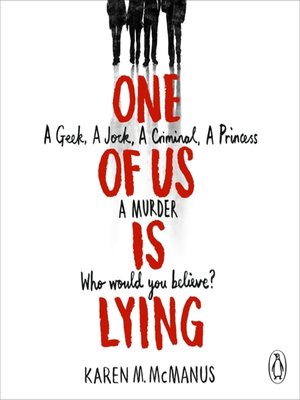 ONE
A Geek, A Jock, A Criminal, A Princess
OF US
A MURDER
IS
Who would you believe?
LYING
KAREN M. McMANUS